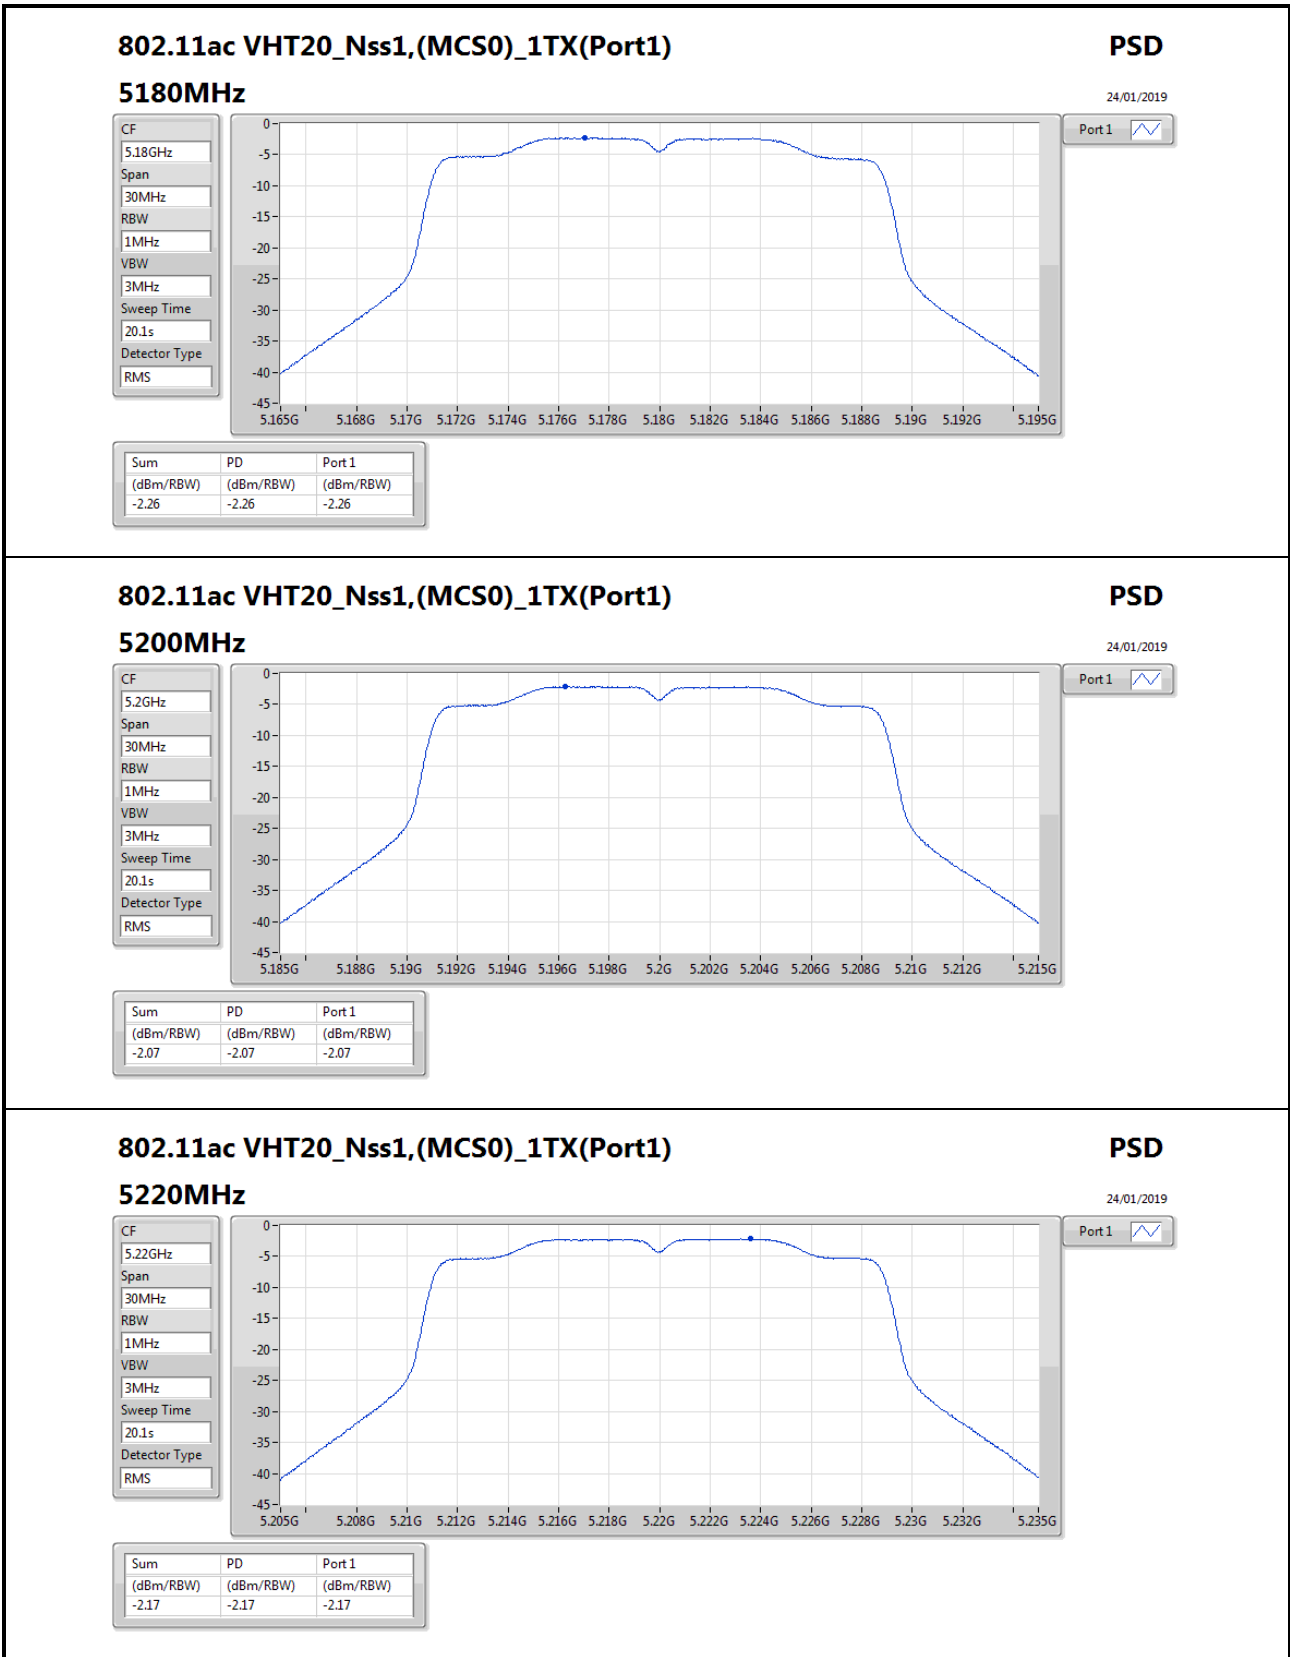 802.11ac VHT20_Nss1,(MCS0)_1TX(Port1) PSD
5180MHz 24/01/2019
CF
5.18GHz
Span
30MHz
RBW
1MHz
VBW
3MHz
Sweep Time
20.1s
Detector Type
RMS
0
-5
-10
-15
-20
-25
-30
-35
-40
-45
5.165G 5.168G 5.17G 5.172G 5.174G 5.176G 5.178G 5.18G 5.182G 5.184G 5.186G 5.188G 5.19G 5.192G 5.195G
Port 1
Sum PD Port 1
(dBm/RBW) (dBm/RBW) (dBm/RBW)
-2.26 -2.26 -2.26
802.11ac VHT20_Nss1,(MCS0)_1TX(Port1) PSD
5200MHz 24/01/2019
CF
5.2GHz
Span
30MHz
RBW
1MHz
VBW
3MHz
Sweep Time
20.1s
Detector Type
RMS
0
-5
-10
-15
-20
-25
-30
-35
-40
-45
5.185G 5.188G 5.19G 5.192G 5.194G 5.196G 5.198G 5.2G 5.202G 5.204G 5.206G 5.208G 5.21G 5.212G 5.215G
Port 1
Sum PD Port 1
(dBm/RBW) (dBm/RBW) (dBm/RBW)
-2.07 -2.07 -2.07
802.11ac VHT20_Nss1,(MCS0)_1TX(Port1) PSD
5220MHz 24/01/2019
CF
5.22GHz
Span
30MHz
RBW
1MHz
VBW
3MHz
Sweep Time
20.1s
Detector Type
RMS
0
-5
-10
-15
-20
-25
-30
-35
-40
-45
5.205G 5.208G 5.21G 5.212G 5.214G 5.216G 5.218G 5.22G 5.222G 5.224G 5.226G 5.228G 5.23G 5.232G 5.235G
Port 1
Sum PD Port 1
(dBm/RBW) (dBm/RBW) (dBm/RBW)
-2.17 -2.17 -2.17